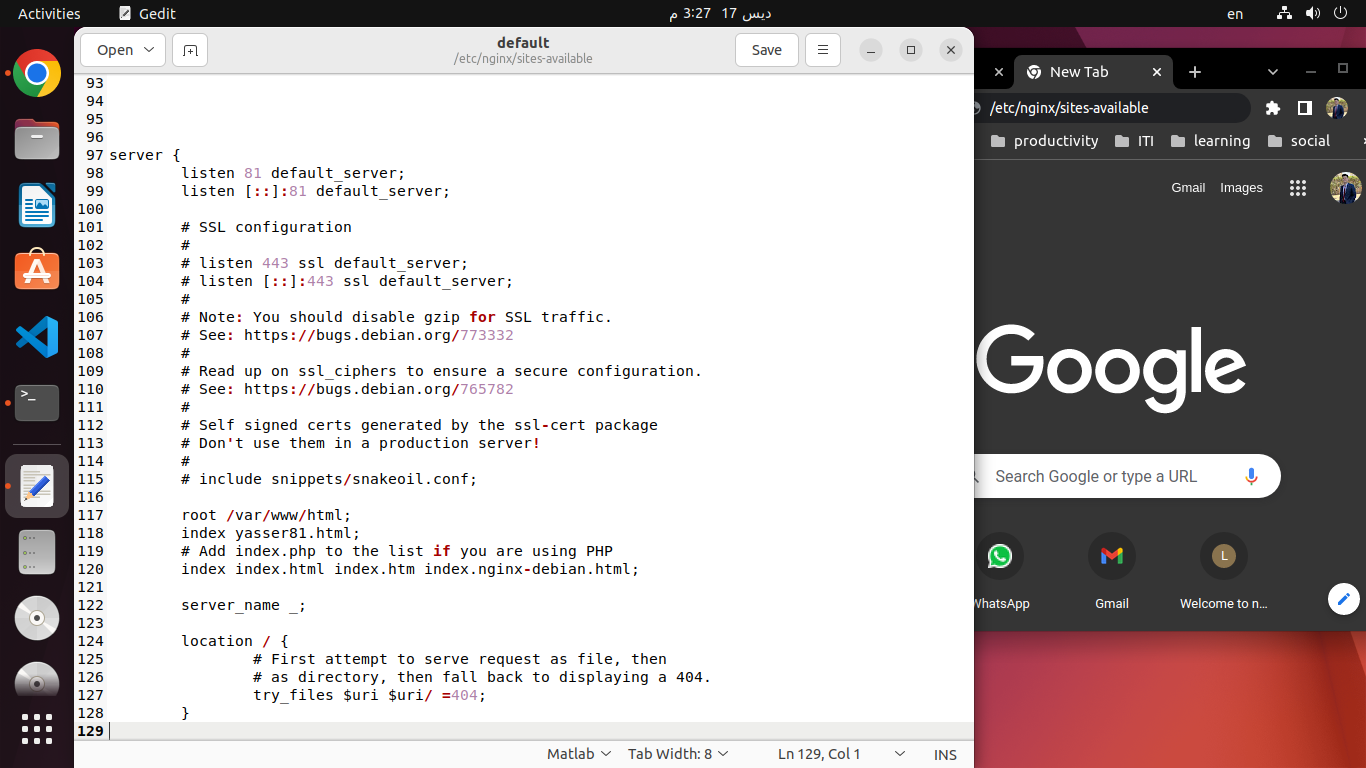 Activities
Gedit
ديس 17 3:27 م
en
Open
default
/etc/nginx/sites-available
Save
93
94
95
96
97 server {
98 listen 81 default_server;
99 listen [::]:81 default_server;
100
101 # SSL configuration
102 #
103 # listen 443 ssl default_server;
104 # listen [::]:443 ssl default_server;
105 #
106 # Note: You should disable gzip for SSL traffic.
107 # See: https://bugs.debian.org/773332
108 #
109 # Read up on ssl_ciphers to ensure a secure configuration.
110 # See: https://bugs.debian.org/765782
111 #
112 # Self signed certs generated by the ssl-cert package
113 # Don't use them in a production server!
114 #
115 # include snippets/snakeoil.conf;
116
117 root /var/www/html;
118 index yasser81.html;
119 # Add index.php to the list if you are using PHP
120 index index.html index.htm index.nginx-debian.html;
121
122 server_name _;
123
124 location / {
125 # First attempt to serve request as file, then
126 # as directory, then fall back to displaying a 404.
127 try_files $uri $uri/ =404;
128 }
129
Matlab
Tab Width: 8
Ln 129, Col 1
INS
New Tab
/etc/nginx/sites-available
productivity
ITI
learning
social
Gmail
Images
Google
Search Google or type a URL
L
WhatsApp
Gmail
Welcome to n...